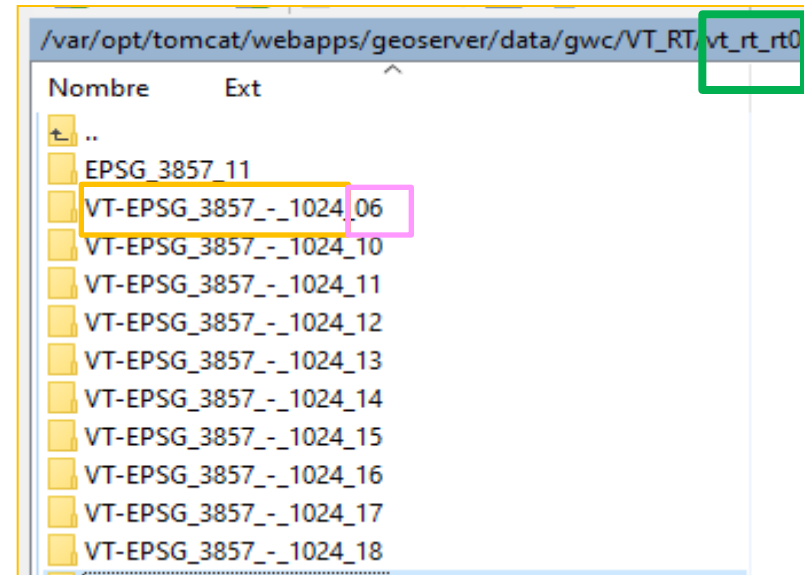 /var/opt/tomcat/webapps/geoserver/data/gwc/VT_RT/vt_rt_rt0
Nombre Ext
..
EPSG_3857_11
VT-EPSG_3857_-_1024_06
VT-EPSG_3857_-_1024_10
VT-EPSG_3857_-_1024_11
VT-EPSG_3857_-_1024_12
VT-EPSG_3857_-_1024_13
VT-EPSG_3857_-_1024_14
VT-EPSG_3857_-_1024_15
VT-EPSG_3857_-_1024_16
VT-EPSG_3857_-_1024_17
VT-EPSG_3857_-_1024_18